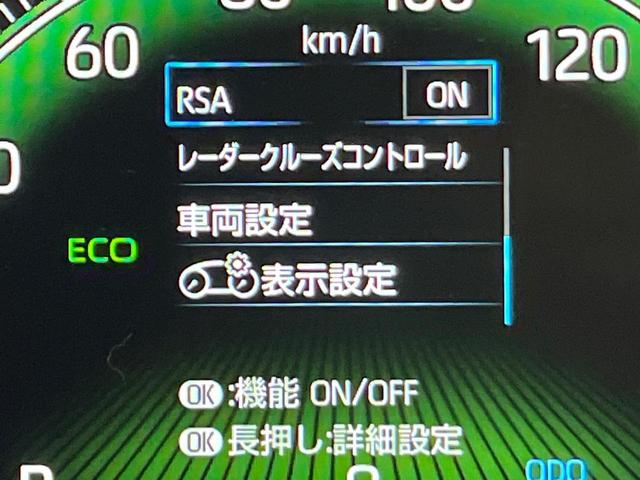 km/h
60
120
RSA ON
レーダークルーズコントロール
車両設定
ECO
表示設定
OK:機能 ON/OFF
OK 長押し:詳細設定
ODO